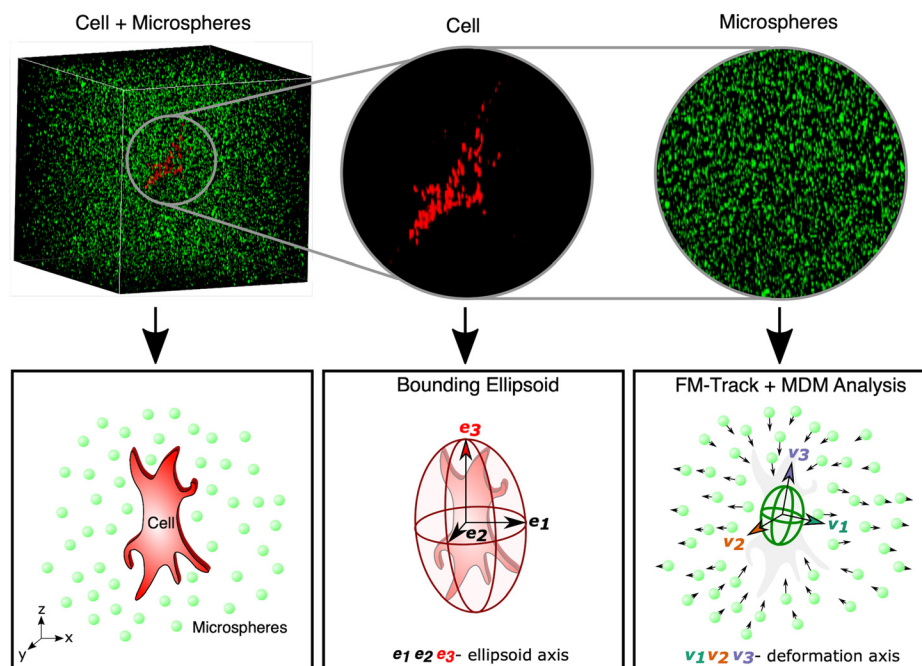 Cell + Microspheres
Cell
Microspheres
Cell
Microspheres
z
x
y
Bounding Ellipsoid
e3
e1
e2
e1 e2 e3- ellipsoid axis
FM-Track + MDM Analysis
v3
v2
v1
v1 v2 v3- deformation axis